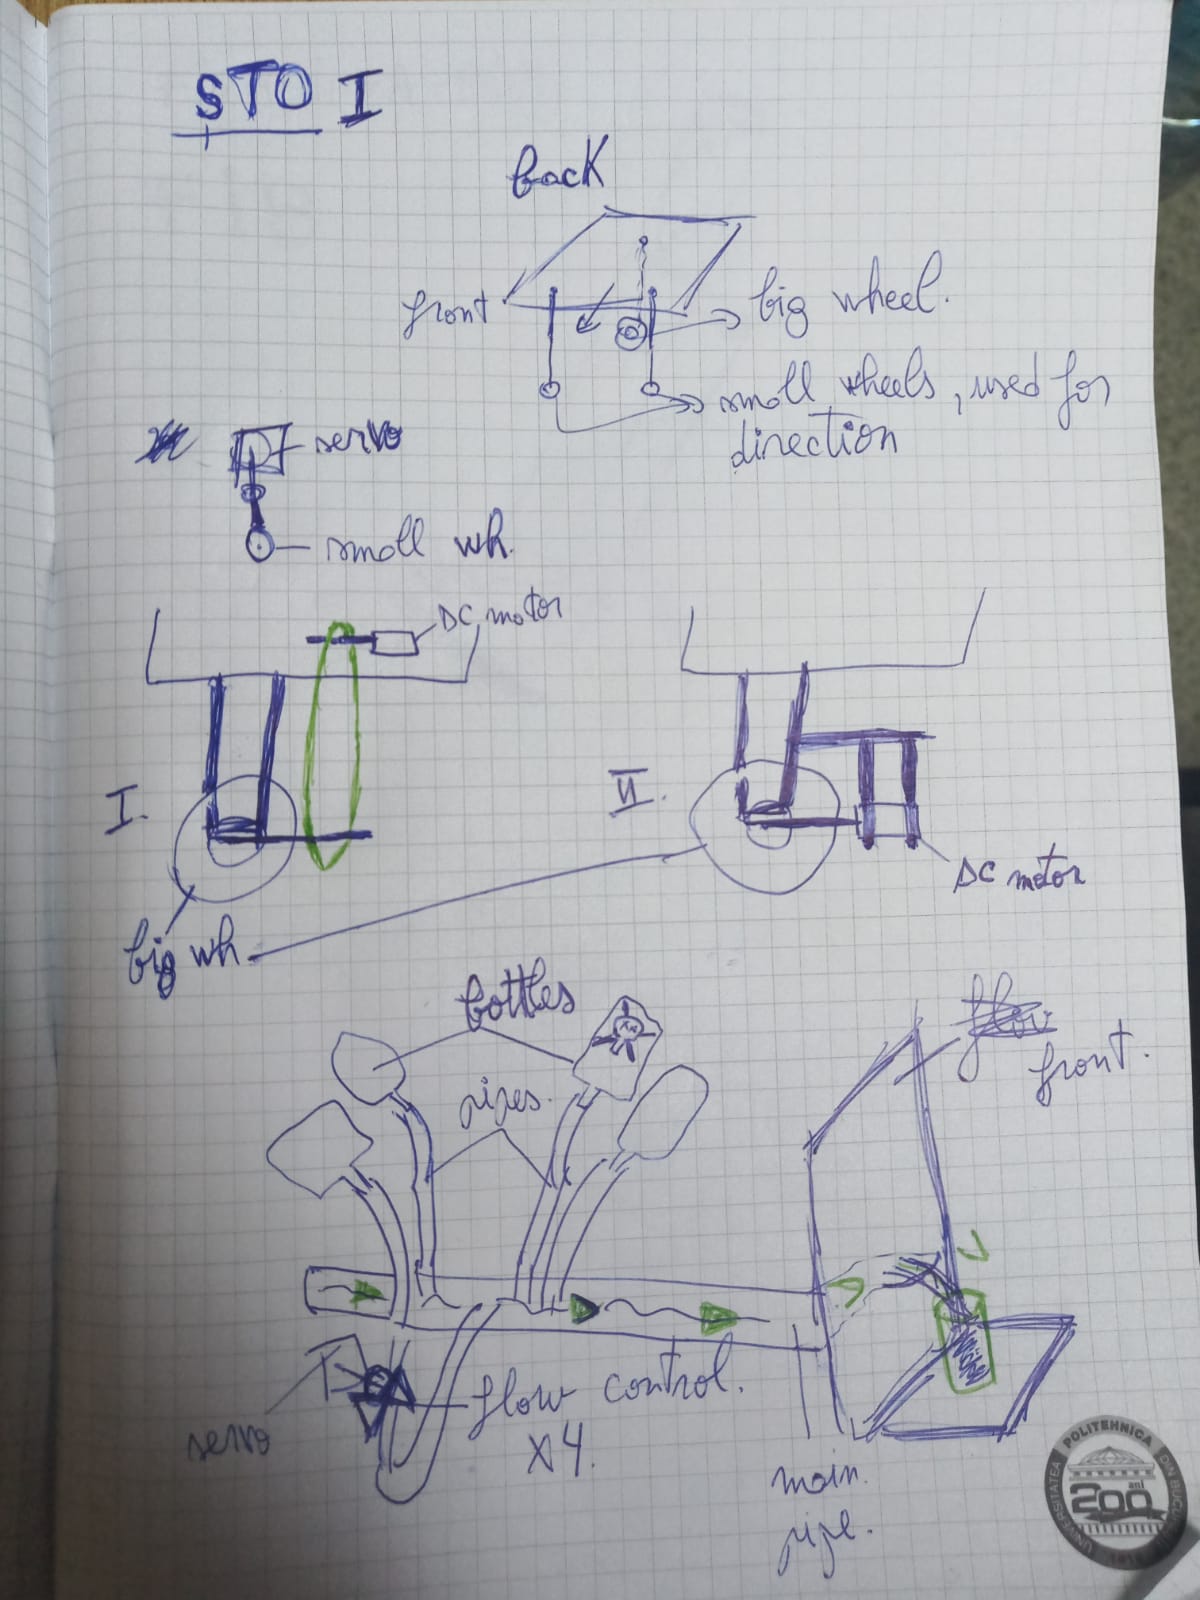 STO I
back
front
big wheel.
small wheels, used for
direction
servo
small wh.
DC motor
I.
II.
DC motor
big wh.
bottles
pipes.
front.
servo
flow control.
x4.
main
pipe.
UNIVERSITATEA
POLITEHNICA
DIN BUCU
200
ani